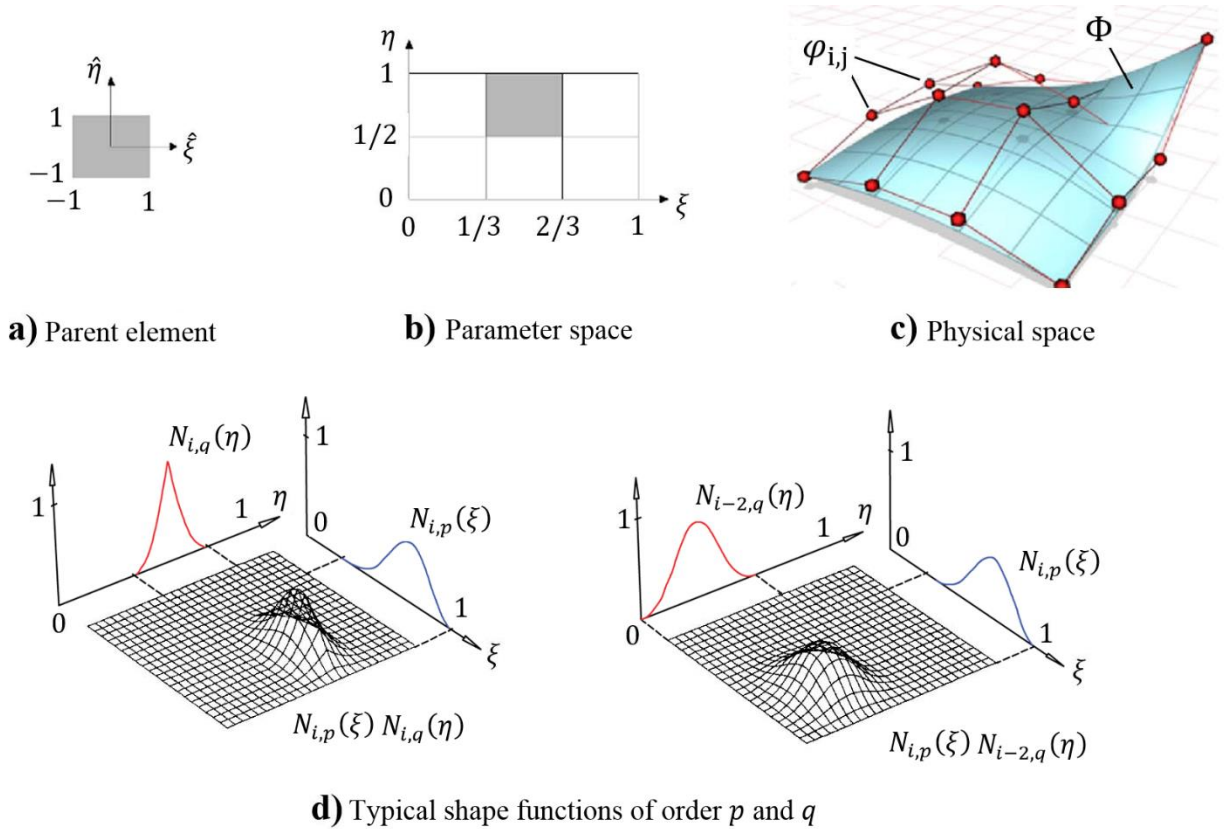 η̂
1
ξ̂
−1
−1
1
a) Parent element
η
1
1/2
0
ξ
0
1/3
2/3
1
b) Parameter space
φi,j
Φ
c) Physical space
1
Ni,q(η)
1 η
0
1
0
Ni,p(ξ)
1
ξ
Ni,p(ξ) Ni,q(η)
1
Ni−2,q(η)
1 η
0
1
0
Ni,p(ξ)
1
ξ
Ni,p(ξ) Ni−2,q(η)
d) Typical shape functions of order p and q